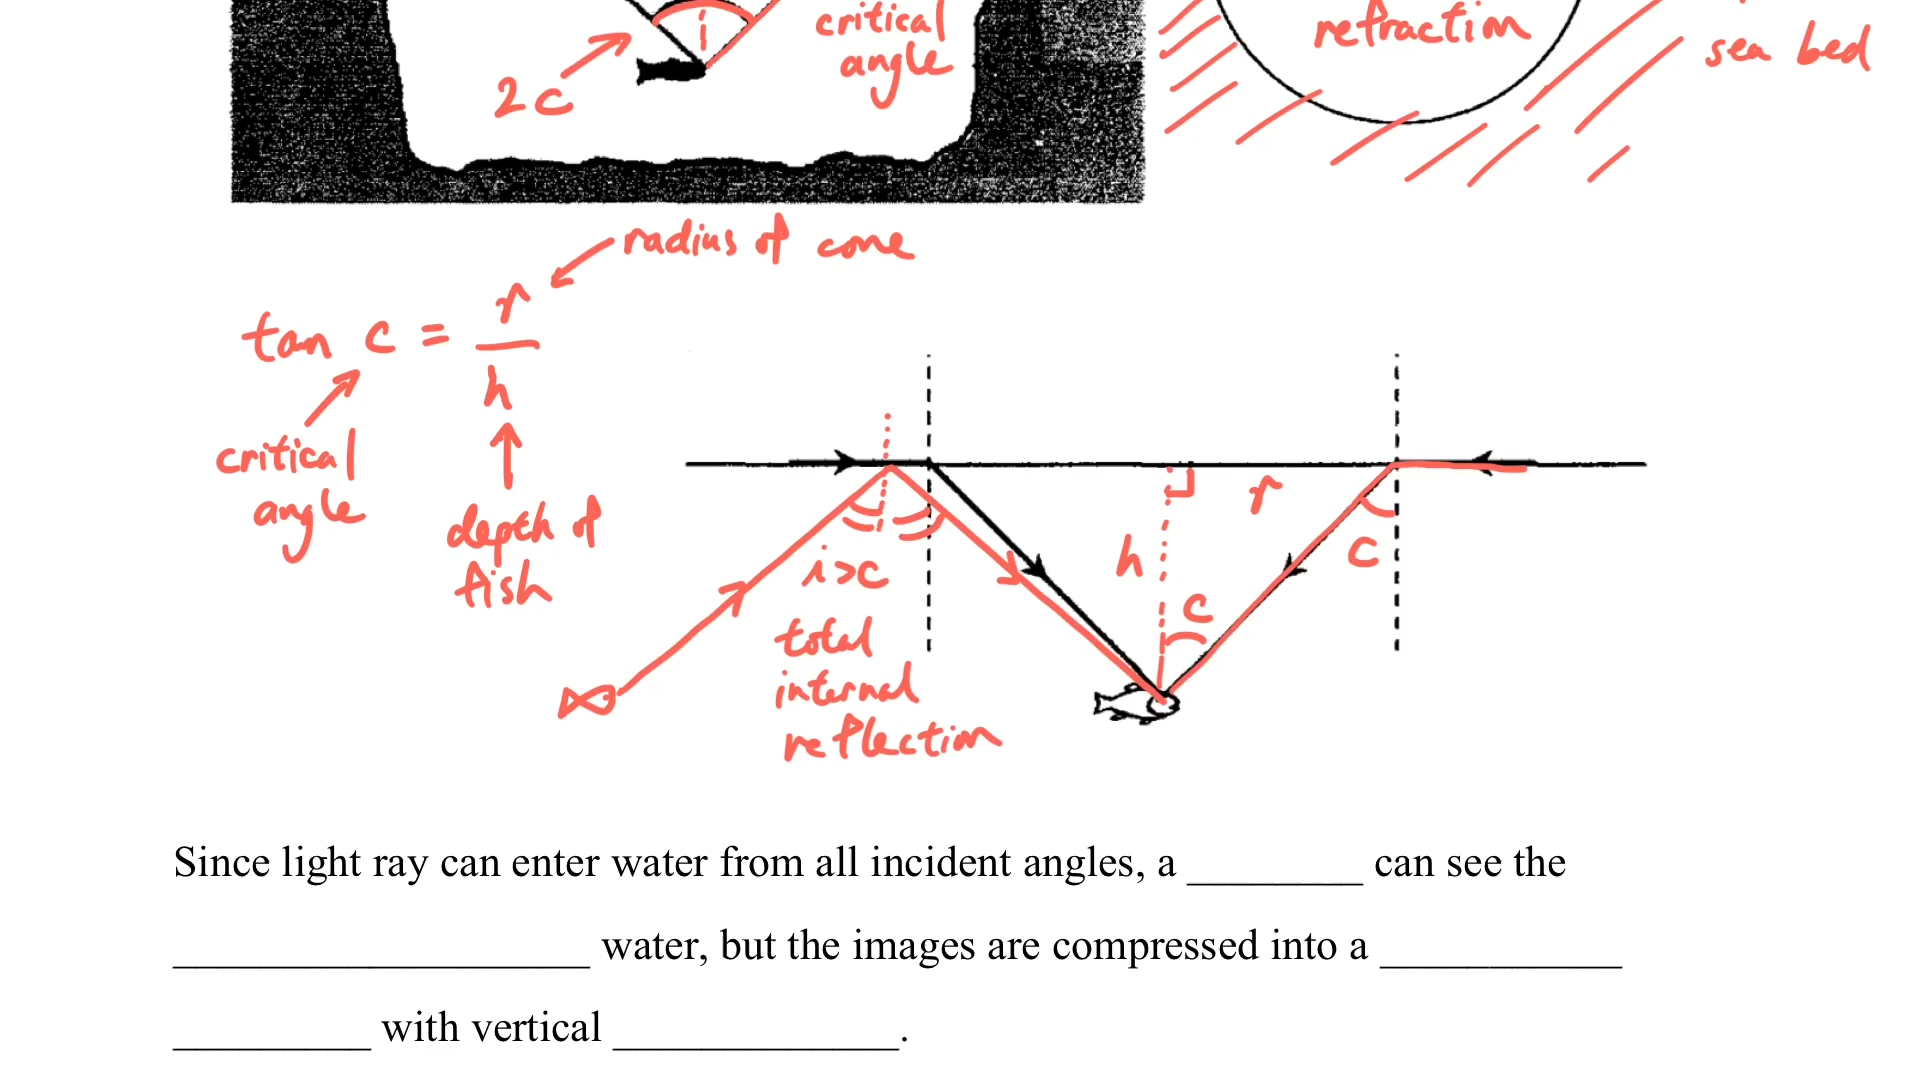 critical
angle
2c
i
refraction
sea bed
radius of cone
tan c = r
h
critical
angle
depth of
fish
r
h
c
c
i>c
total
internal
reflection
Since light ray can enter water from all incident angles, a ________ can see the
___________________ water, but the images are compressed into a ___________
_________ with vertical _____________.